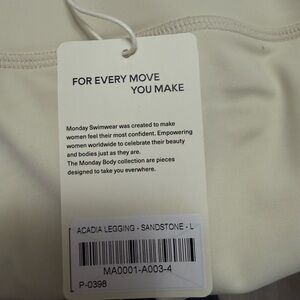 FOR EVERY MOVE
YOU MAKE
Monday Swimwear was created to make
women feel their most confident. Empowering
women worldwide to celebrate their beauty
and bodies just as they are.
The Monday Body collection are pieces
designed to take you everywhere.
ACADIA LEGGING - SANDSTONE - L
MA0001-A003-4
P-0398